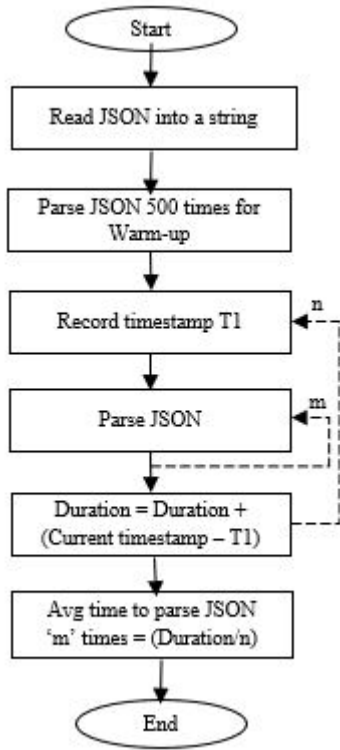 Start
Read JSON into a string
Parse JSON 500 times for
Warm-up
n
Record timestamp T1
m
Parse JSON
Duration = Duration +
(Current timestamp – T1)
Avg time to parse JSON
‘m’ times = (Duration/n)
End